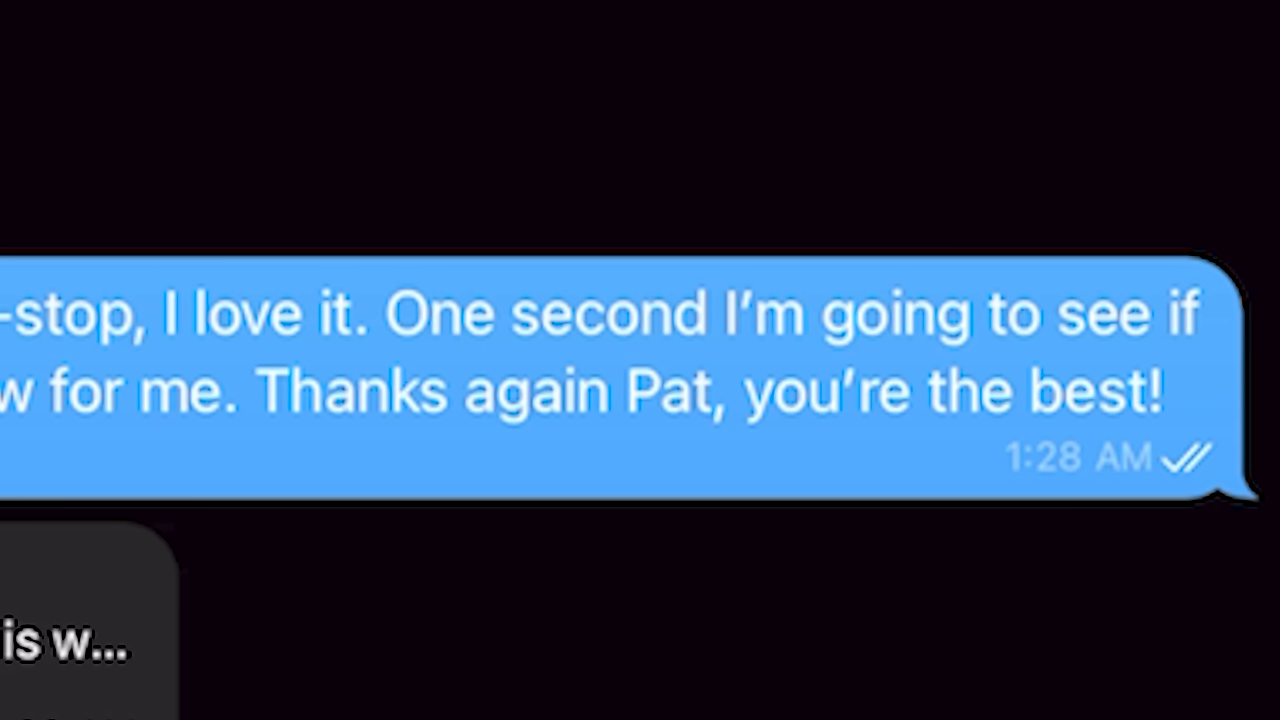 -stop, I love it. One second I’m going to see if
w for me. Thanks again Pat, you’re the best!
1:28 AM
is w...